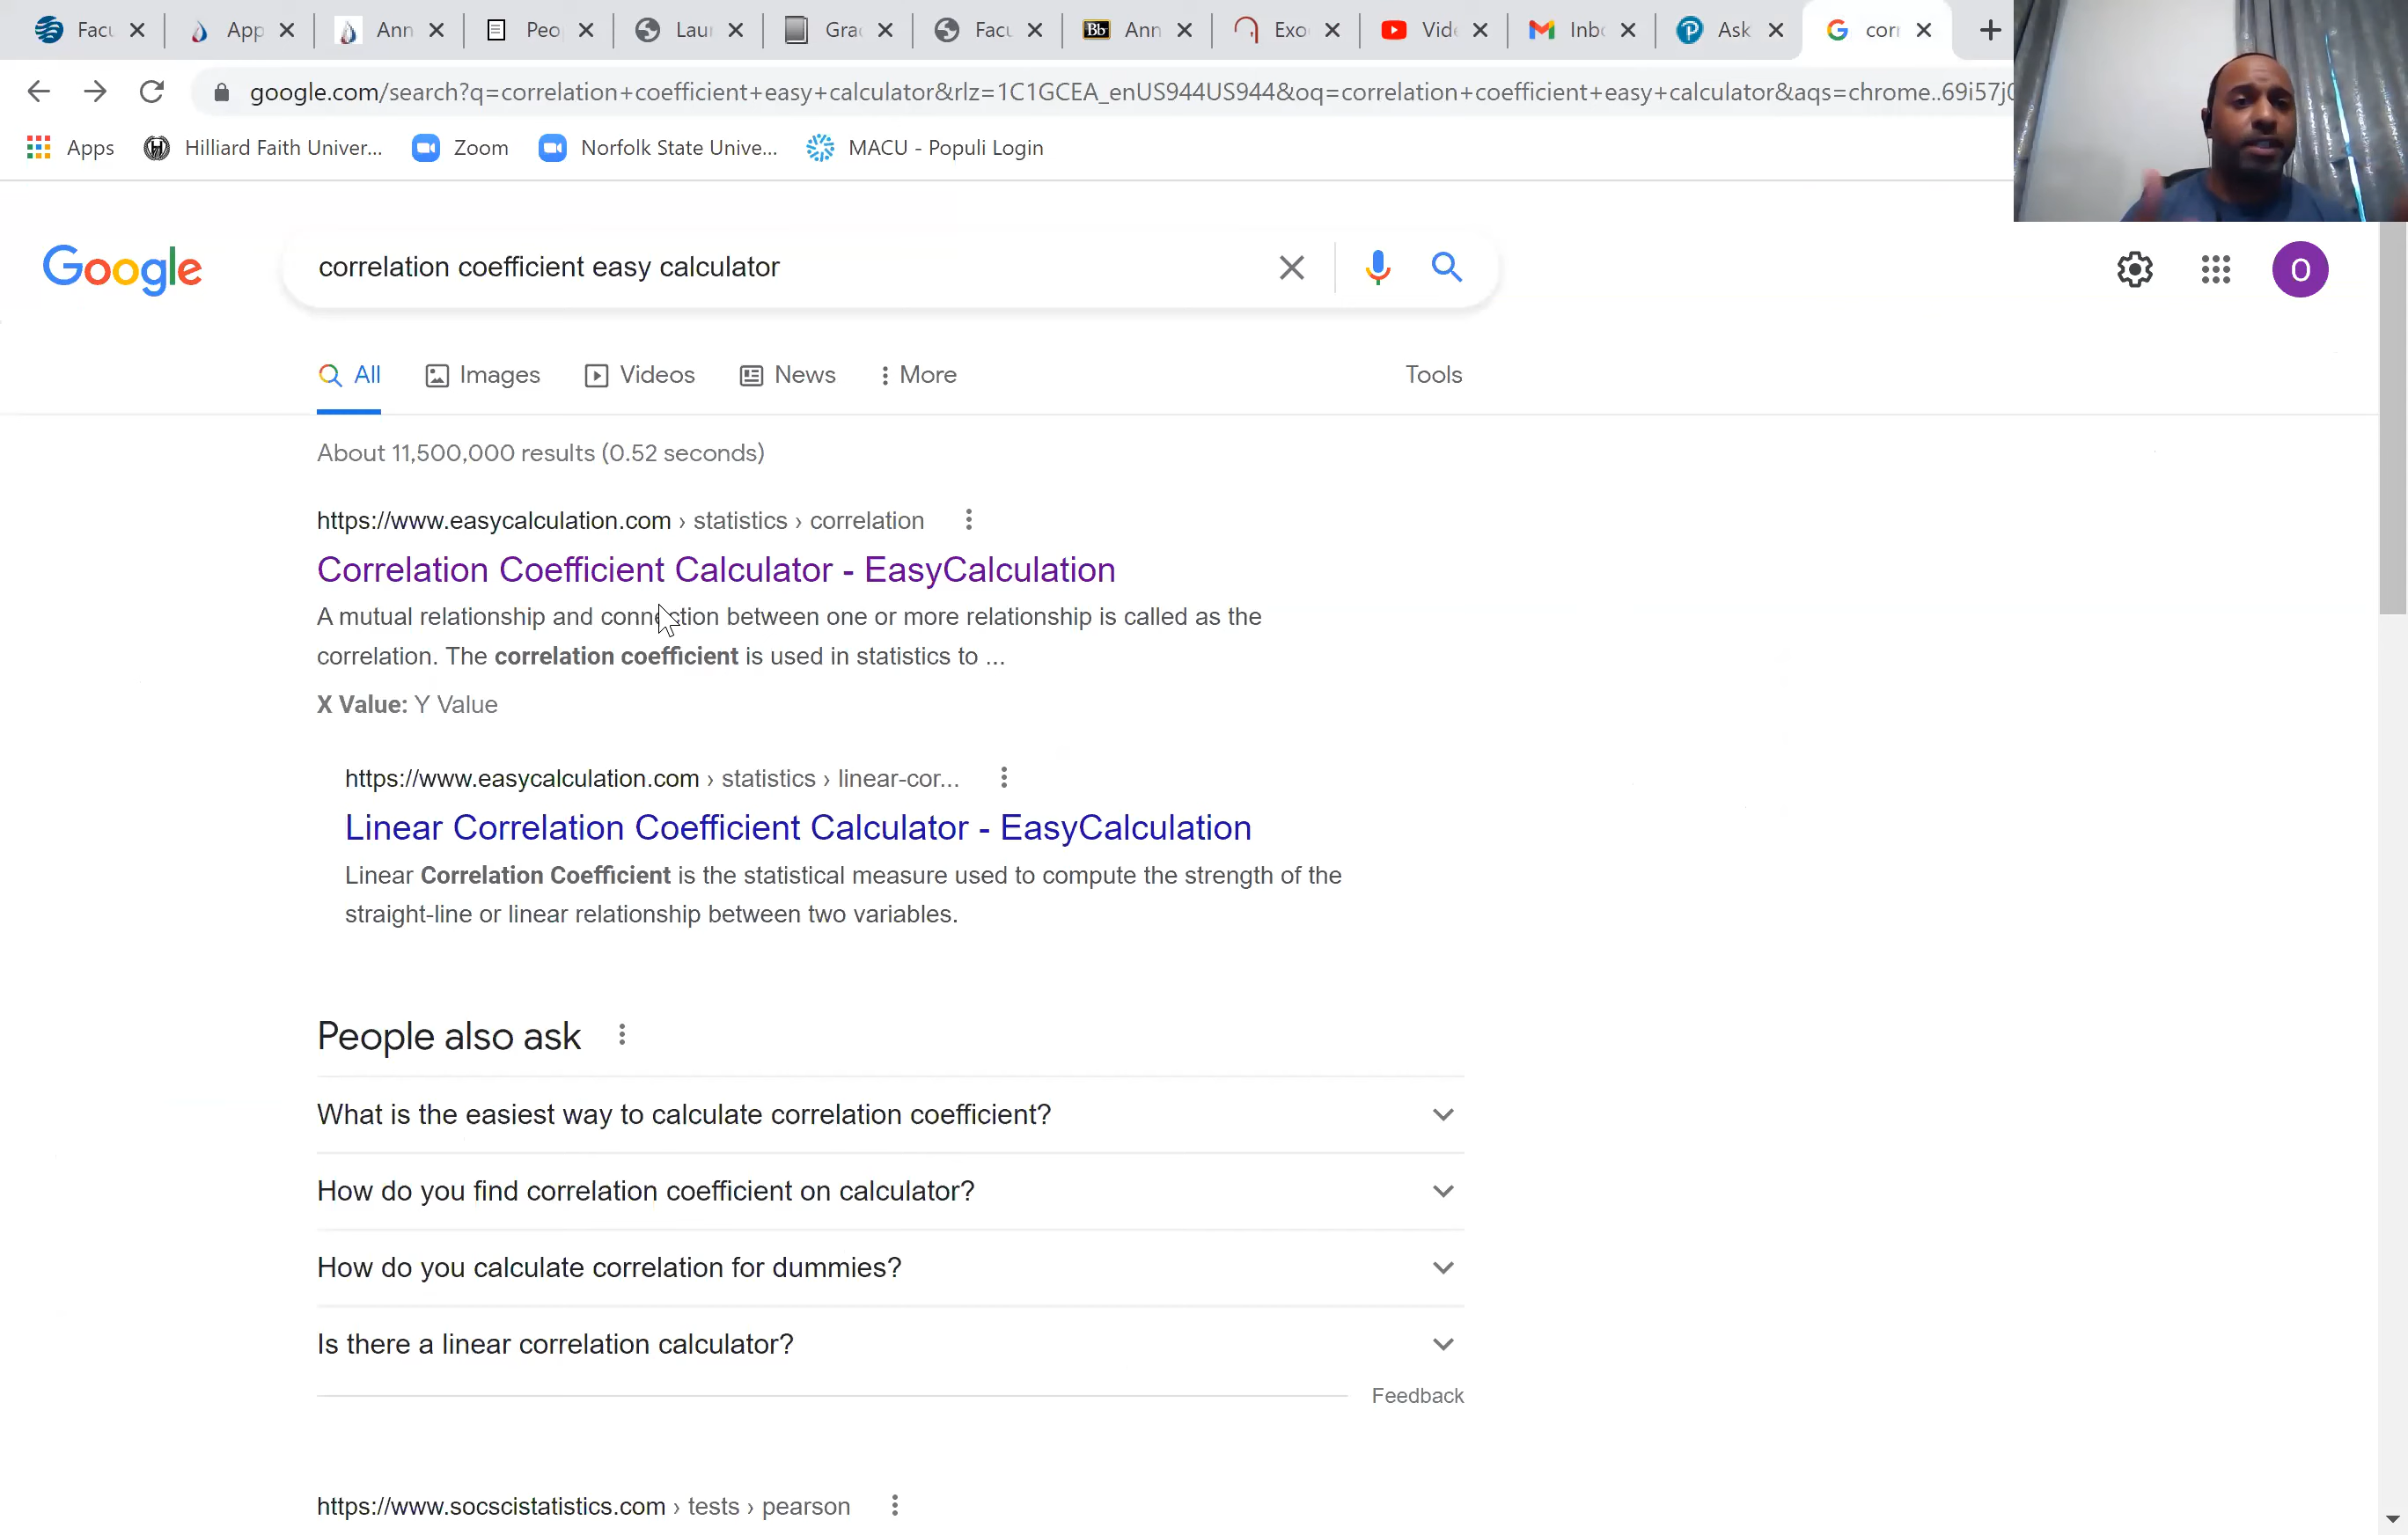 Facu
App
Ann
Peo
Laun
Grad
Facu
Bb Ann
Exo
Vide
Inbo
Ask
G corr
google.com/search?q=correlation+coefficient+easy+calculator&rlz=1C1GCEA_enUS944US944&oq=correlation+coefficient+easy+calculator&aqs=chrome..69i57j0
Apps Hilliard Faith Univer... Zoom Norfolk State Unive... MACU - Populi Login
Google
correlation coefficient easy calculator
O
All Images Videos News More Tools
About 11,500,000 results (0.52 seconds)
https://www.easycalculation.com › statistics › correlation
Correlation Coefficient Calculator - EasyCalculation
A mutual relationship and connection between one or more relationship is called as the
correlation. The correlation coefficient is used in statistics to ...
X Value: Y Value
https://www.easycalculation.com › statistics › linear-cor...
Linear Correlation Coefficient Calculator - EasyCalculation
Linear Correlation Coefficient is the statistical measure used to compute the strength of the
straight-line or linear relationship between two variables.
People also ask
What is the easiest way to calculate correlation coefficient?
How do you find correlation coefficient on calculator?
How do you calculate correlation for dummies?
Is there a linear correlation calculator?
Feedback
https://www.socscistatistics.com › tests › pearson